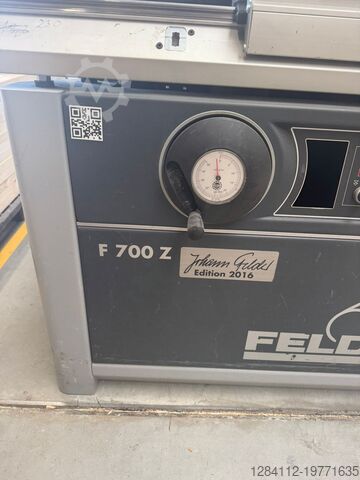 F 700 Z
Johann Felder
Edition 2016
FELD
1284112-19771635